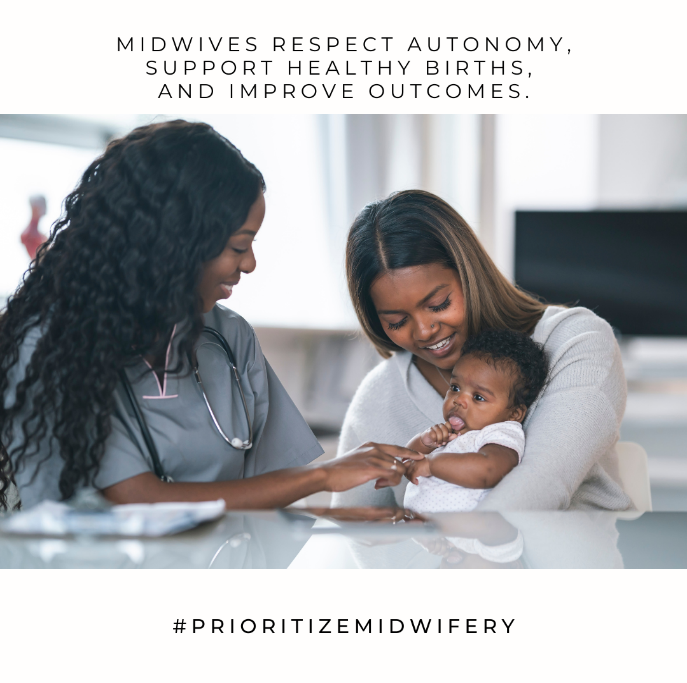 MIDWIVES RESPECT AUTONOMY,
SUPPORT HEALTHY BIRTHS,
AND IMPROVE OUTCOMES.
#PRIORITIZEMIDWIFERY